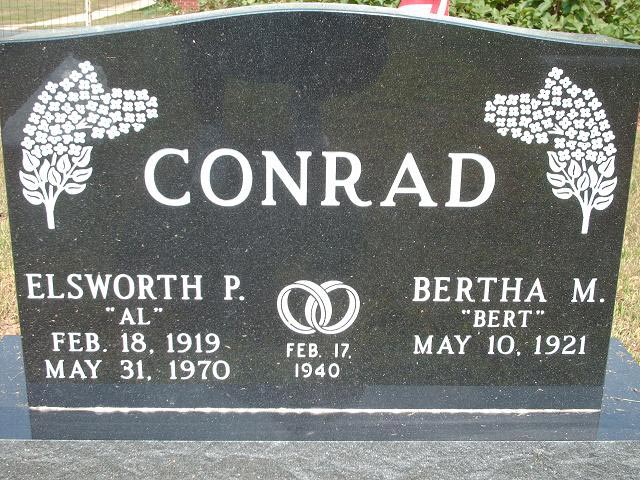 CONRAD
ELSWORTH P.
"AL"
FEB. 18, 1919
MAY 31, 1970
FEB. 17,
1940
BERTHA M.
"BERT"
MAY 10, 1921